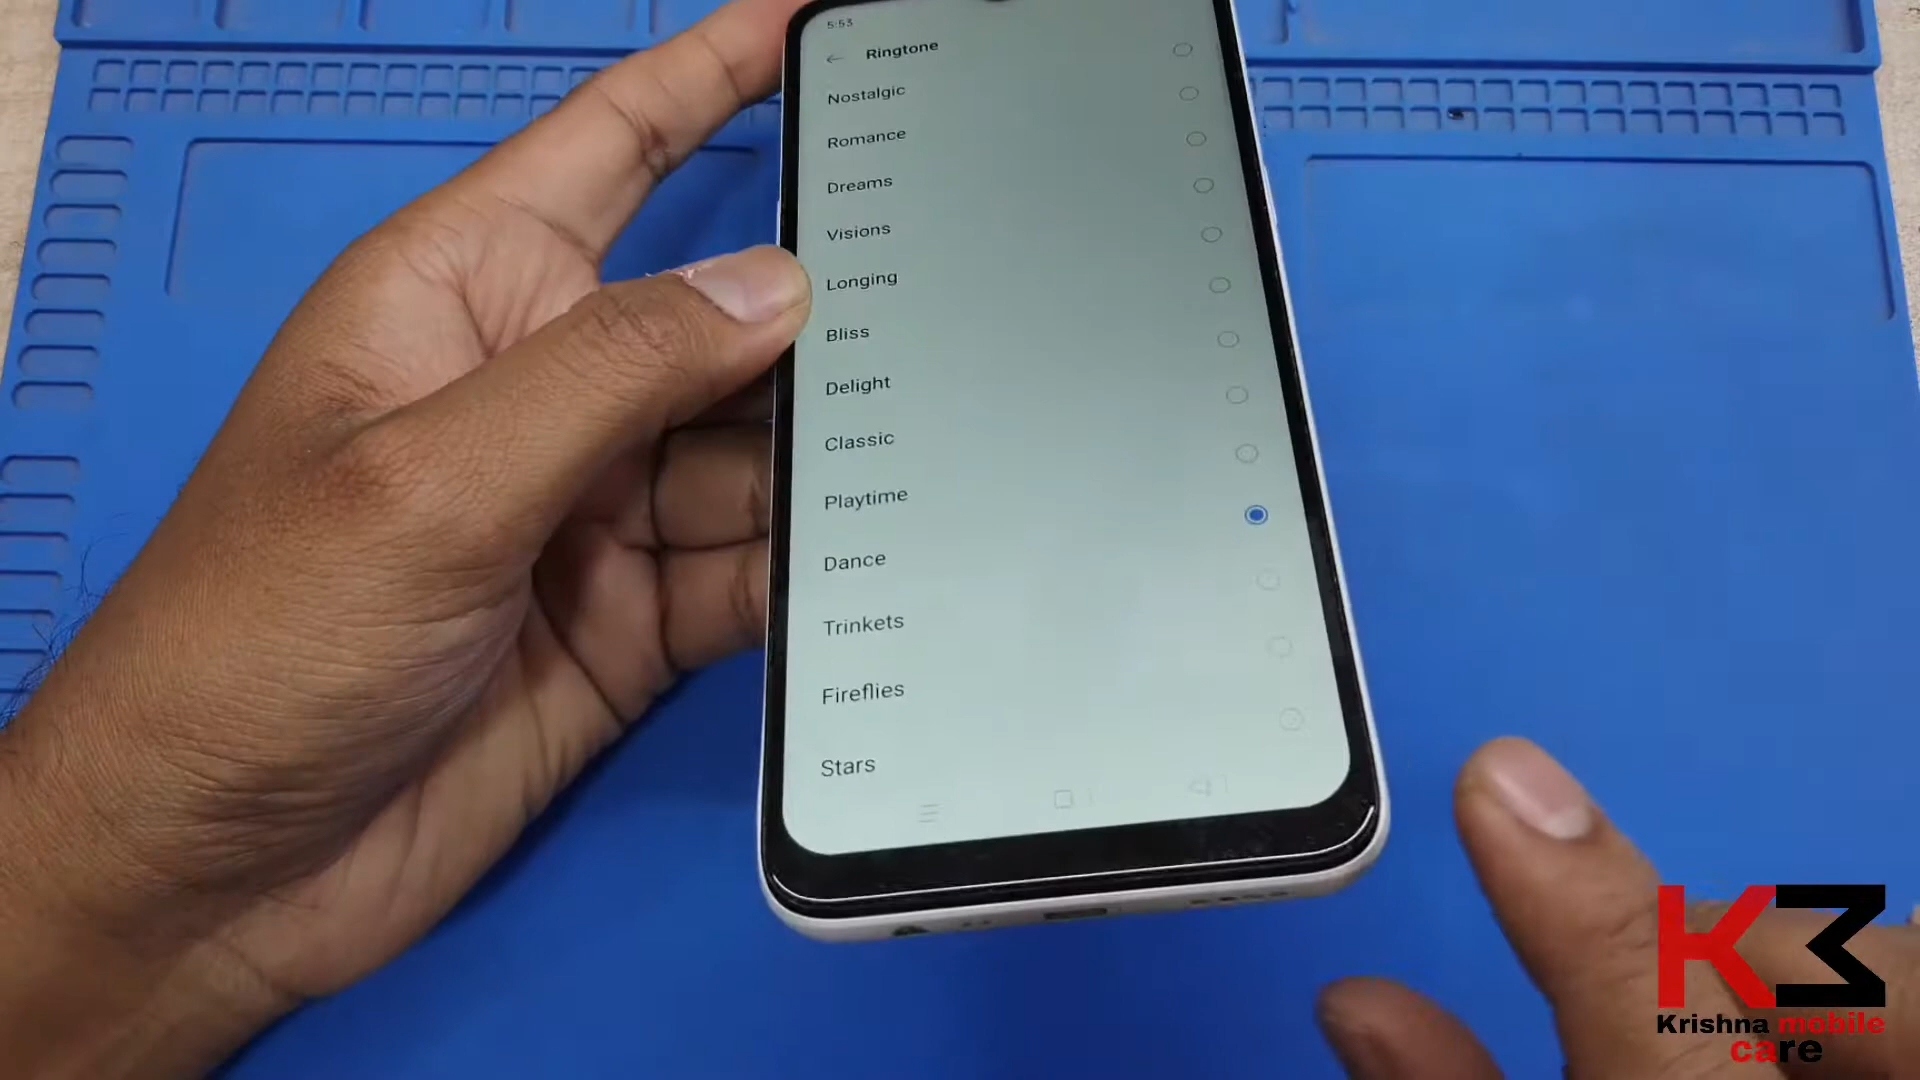 5:53
Ringtone
Nostalgic
Romance
Dreams
Visions
Longing
Bliss
Delight
Classic
Playtime
Dance
Trinkets
Fireflies
Stars
K3
Krishna mobile
care